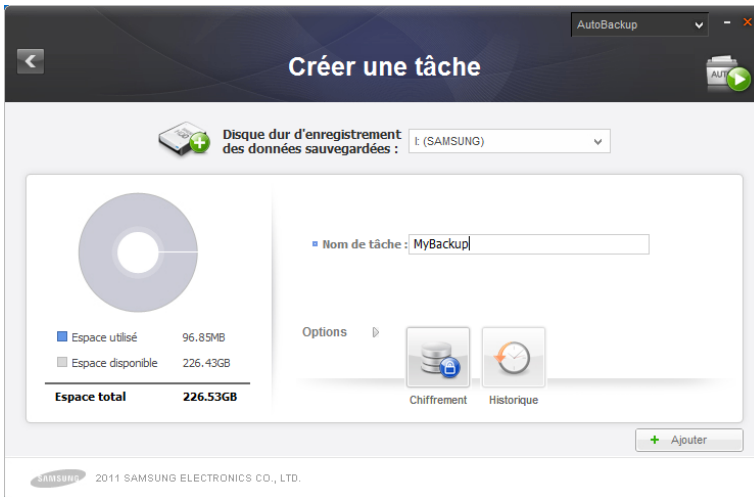 AutoBackup
Créer une tâche
AUTO
Disque dur d'enregistrement
des données sauvegardées :
I: (SAMSUNG)
Nom de tâche : MyBackup
Espace utilisé 96.85MB
Espace disponible 226.43GB
Espace total 226.53GB
Options
Chiffrement
Historique
+ Ajouter
SAMSUNG 2011 SAMSUNG ELECTRONICS CO., LTD.